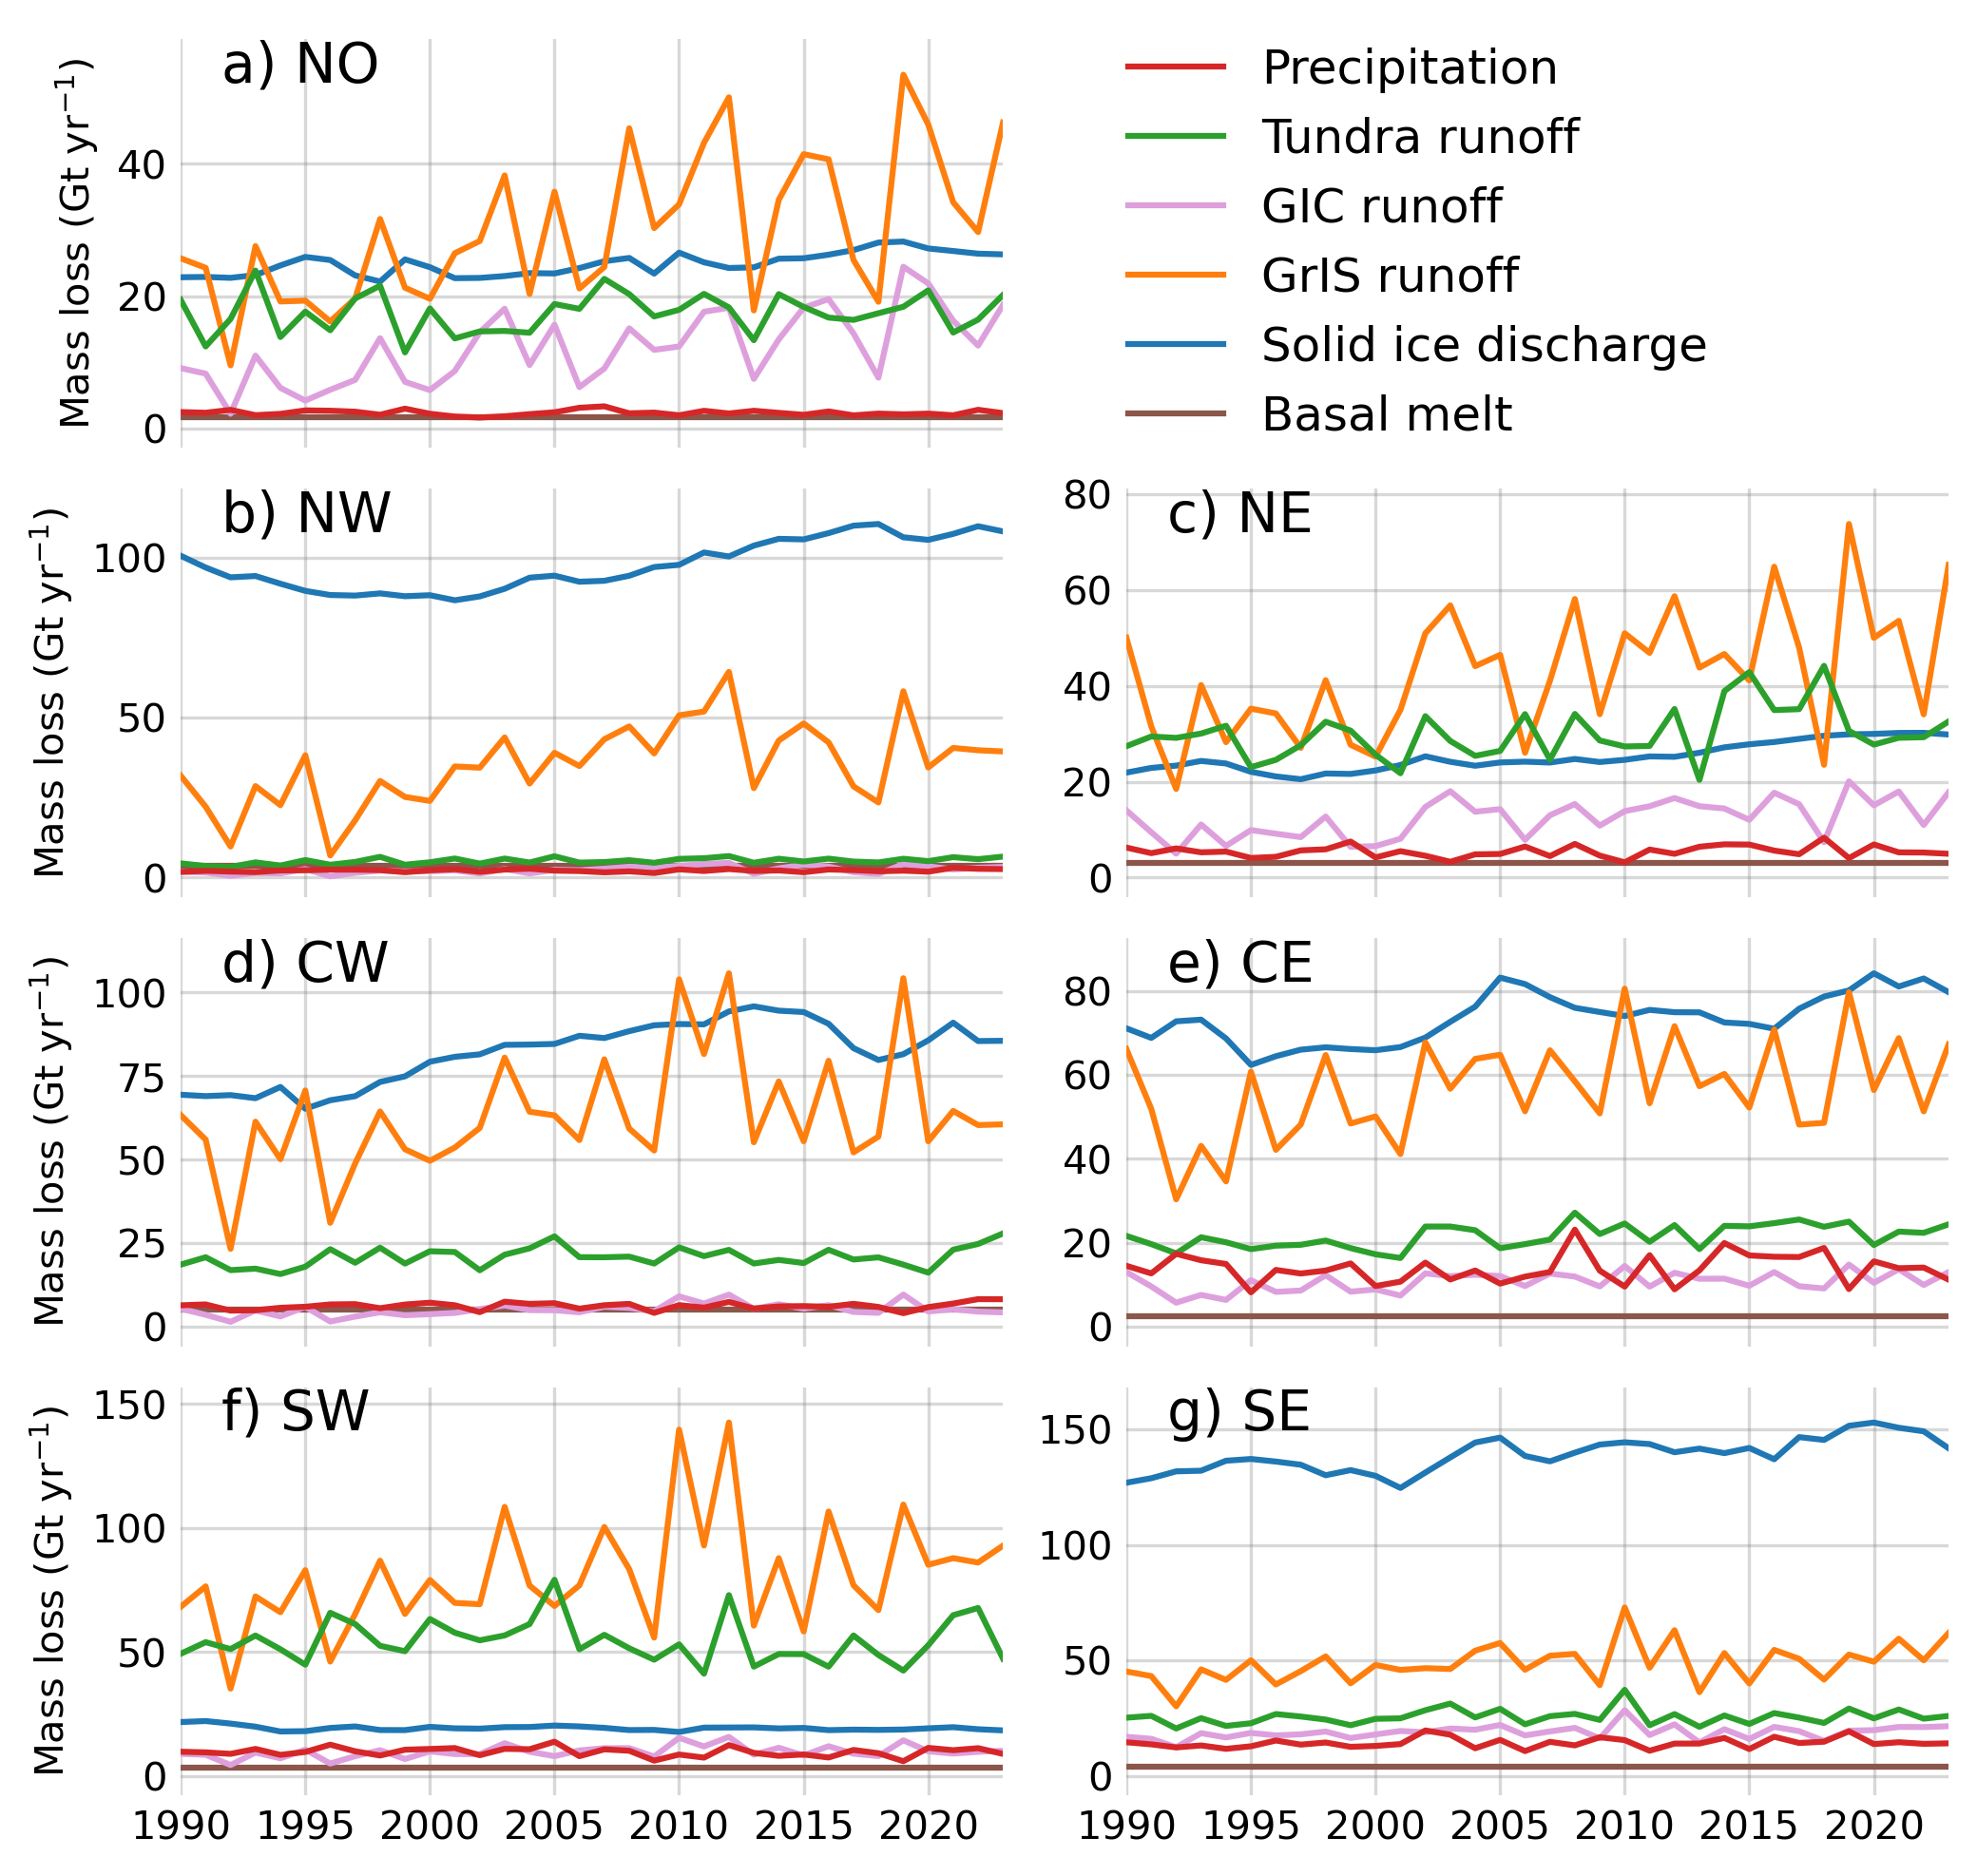 a) NO
Mass loss (Gt yr⁻¹)
40
20
0
Precipitation
Tundra runoff
GIC runoff
GrIS runoff
Solid ice discharge
Basal melt
b) NW
Mass loss (Gt yr⁻¹)
100
50
0
c) NE
80
60
40
20
0
d) CW
Mass loss (Gt yr⁻¹)
100
75
50
25
0
e) CE
80
60
40
20
0
f) SW
Mass loss (Gt yr⁻¹)
150
100
50
0
1990 1995 2000 2005 2010 2015 2020
g) SE
150
100
50
0
1990 1995 2000 2005 2010 2015 2020